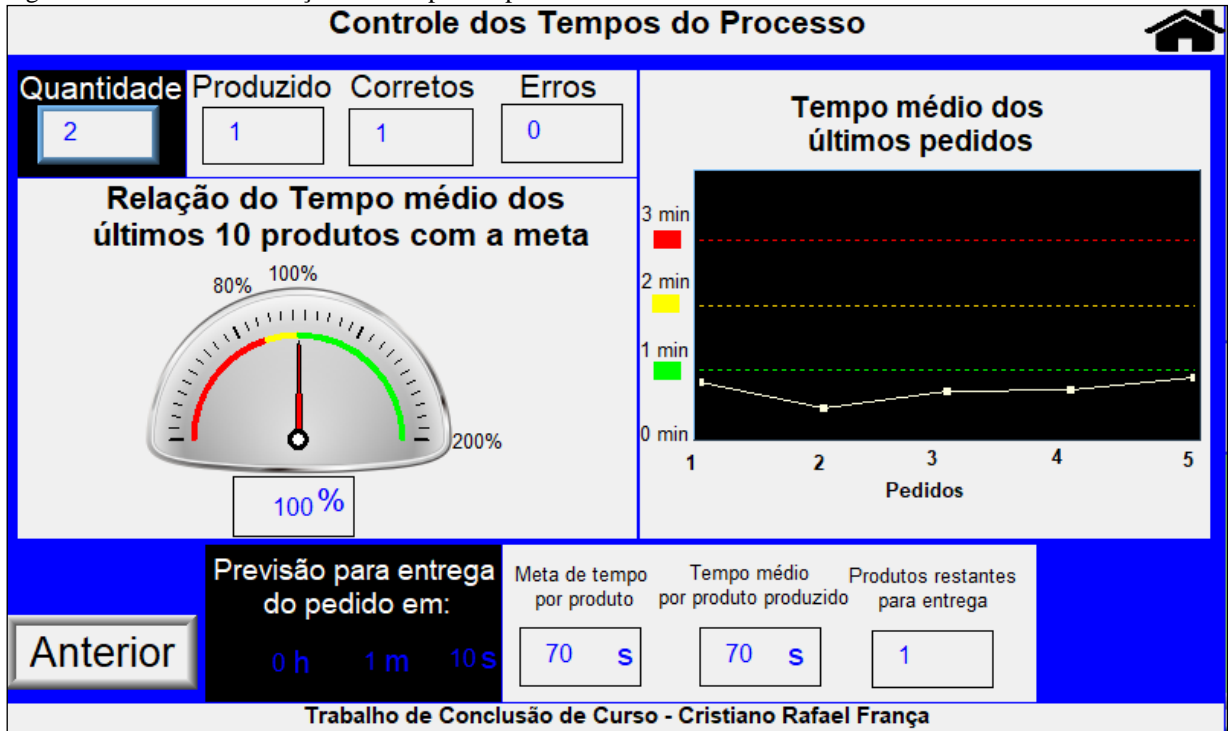 Controle dos Tempos do Processo
Quantidade Produzido Corretos Erros
2 1 1 0
Relação do Tempo médio dos
últimos 10 produtos com a meta
80% 100%
200%
100 %
Tempo médio dos
últimos pedidos
3 min
2 min
1 min
0 min
1 2 3 4 5
Pedidos
Previsão para entrega
do pedido em:
0 h 1 m 10 s
Meta de tempo
por produto
70 s
Tempo médio
por produto produzido
70 s
Produtos restantes
para entrega
1
Anterior
Trabalho de Conclusão de Curso - Cristiano Rafael França